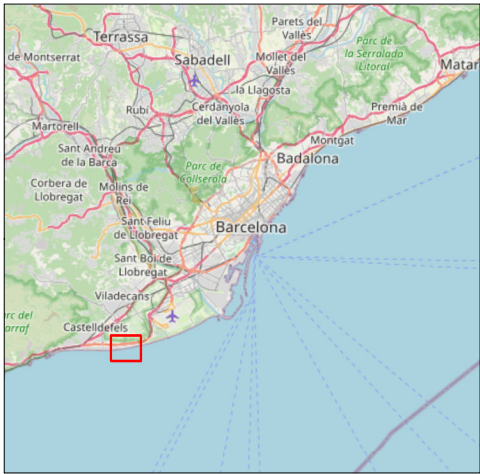 Parets del
Vallès
Terrassa
de Montserrat
Sabadell
Mollet del
Vallès
Parc de
la Serralada
Litoral
Matar
la Llagosta
Rubí
Cerdanyola
del Vallès
Premià de
Mar
Martorell
Montgat
Sant Andreu
de la Barca
Badalona
Parc de
Collserola
Corbera de
Llobregat
Molins de
Rei
Sant Feliu
de Llobregat
Barcelona
Sant Boi de
Llobregat
Viladecans
arc del
arraf
Castelldefels